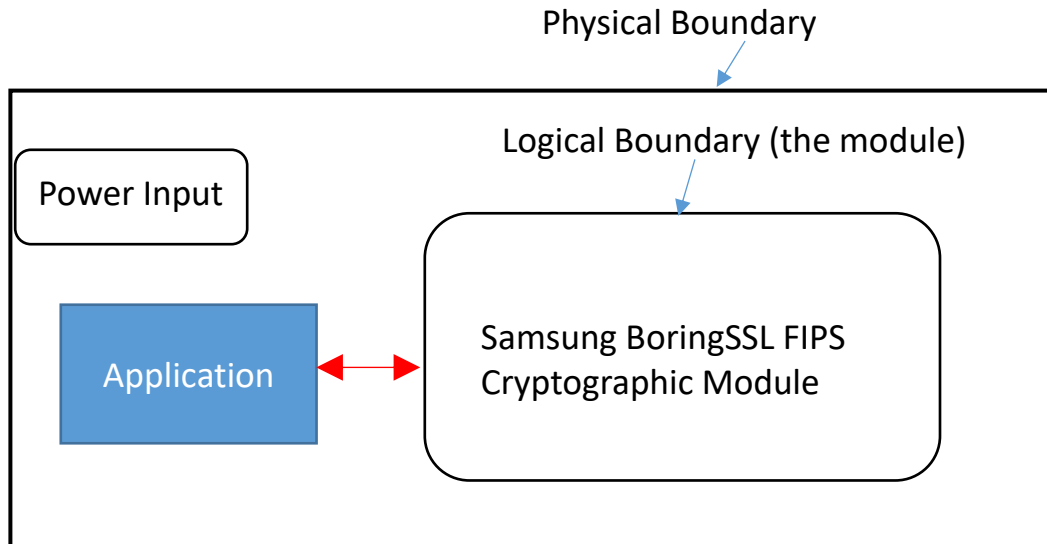 Physical Boundary
Logical Boundary (the module)
Power Input
Samsung BoringSSL FIPS
Cryptographic Module
Application